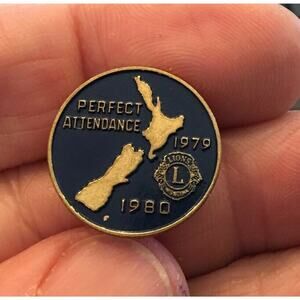 PERFECT
ATTENDANCE
1979
LIONS
L
1980